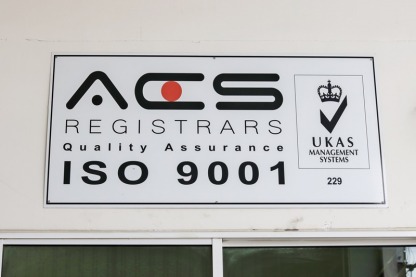 ACS
REGISTRARS
Quality Assurance
ISO 9001
UKAS
MANAGEMENT
SYSTEMS
229